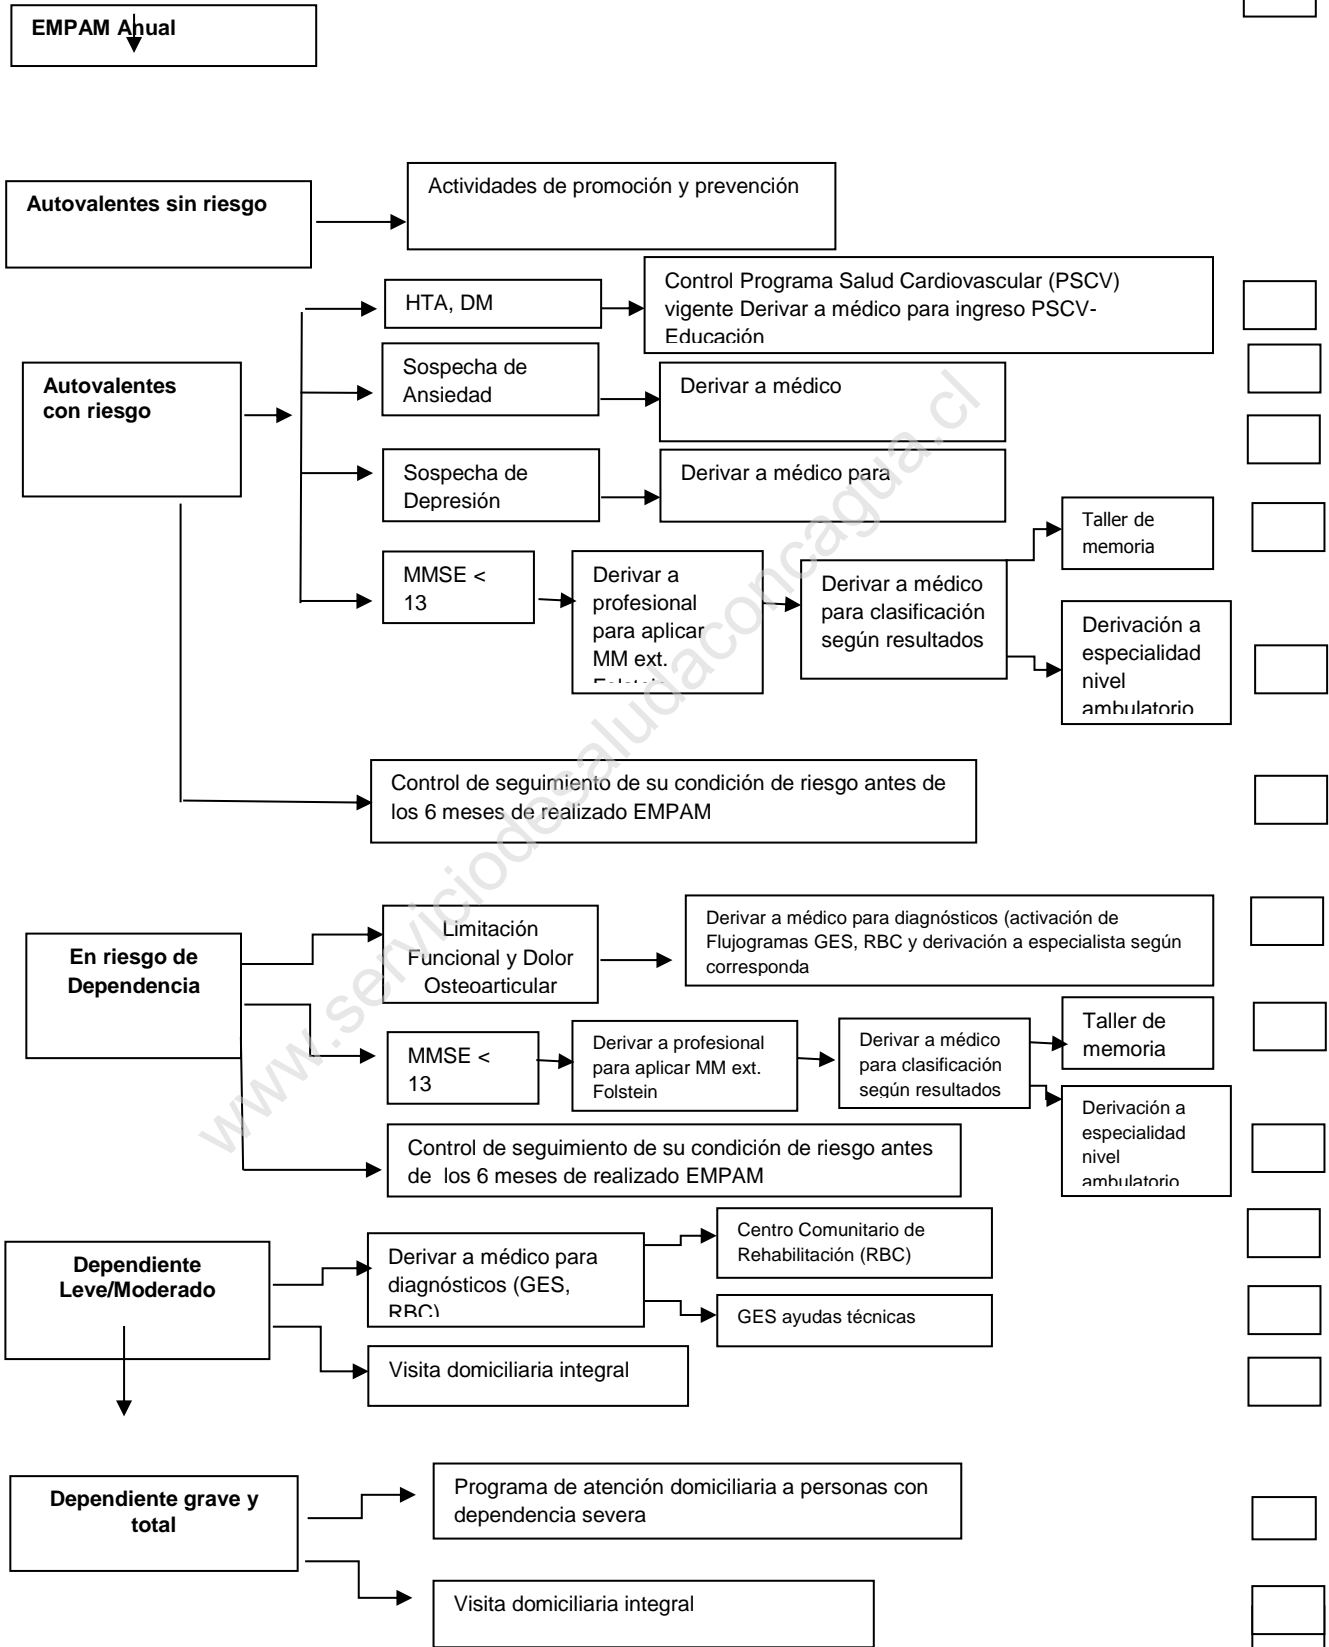 EMPAM Anual
Autovalentes sin riesgo
Actividades de promoción y prevención
HTA, DM
Control Programa Salud Cardiovascular (PSCV)
vigente Derivar a médico para ingreso PSCV-
Educación
Autovalentes
con riesgo
Sospecha de
Ansiedad
Derivar a médico
Sospecha de
Depresión
Derivar a médico para
MMSE <
13
Derivar a
profesional
para aplicar
MM ext.
Derivar a médico
para clasificación
según resultados
Taller de
memoria
Derivación a
especialidad
nivel
ambulatorio
Control de seguimiento de su condición de riesgo antes de
los 6 meses de realizado EMPAM
En riesgo de
Dependencia
Limitación
Funcional y Dolor
Osteoarticular
Derivar a médico para diagnósticos (activación de
Flujogramas GES, RBC y derivación a especialista según
corresponda
MMSE <
13
Derivar a profesional
para aplicar MM ext.
Folstein
Derivar a médico
para clasificación
según resultados
Taller de
memoria
Derivación a
especialidad
nivel
ambulatorio
Control de seguimiento de su condición de riesgo antes
de los 6 meses de realizado EMPAM
Dependiente
Leve/Moderado
Derivar a médico para
diagnósticos (GES,
RBC)
Centro Comunitario de
Rehabilitación (RBC)
GES ayudas técnicas
Visita domiciliaria integral
Dependiente grave y
total
Programa de atención domiciliaria a personas con
dependencia severa
Visita domiciliaria integral
www.serviciodesaludaconcagua.cl